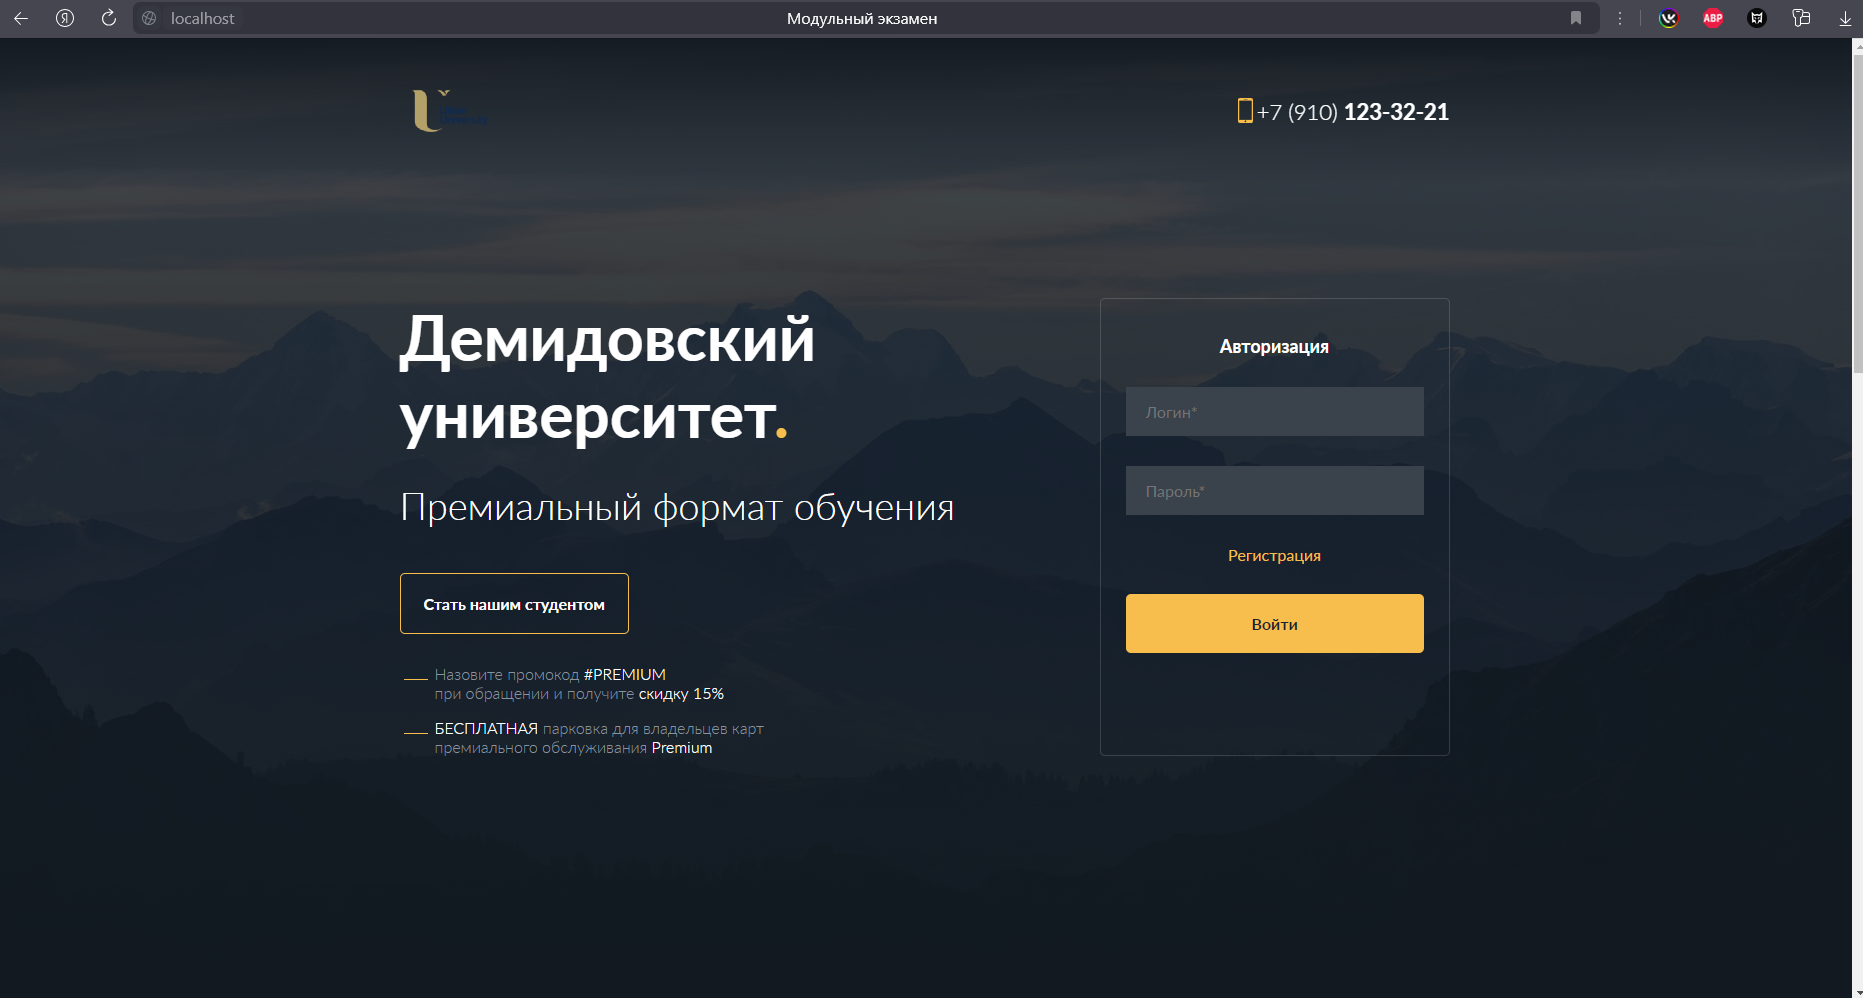 localhost
Модульный экзамен
ABP
+7 (910) 123-32-21
Демидовский
университет.
Премиальный формат обучения
Стать нашим студентом
Назовите промокод #PREMIUM
при обращении и получите скидку 15%
БЕСПЛАТНАЯ парковка для владельцев карт
премиального обслуживания Premium
Авторизация
Логин*
Пароль*
Регистрация
Войти